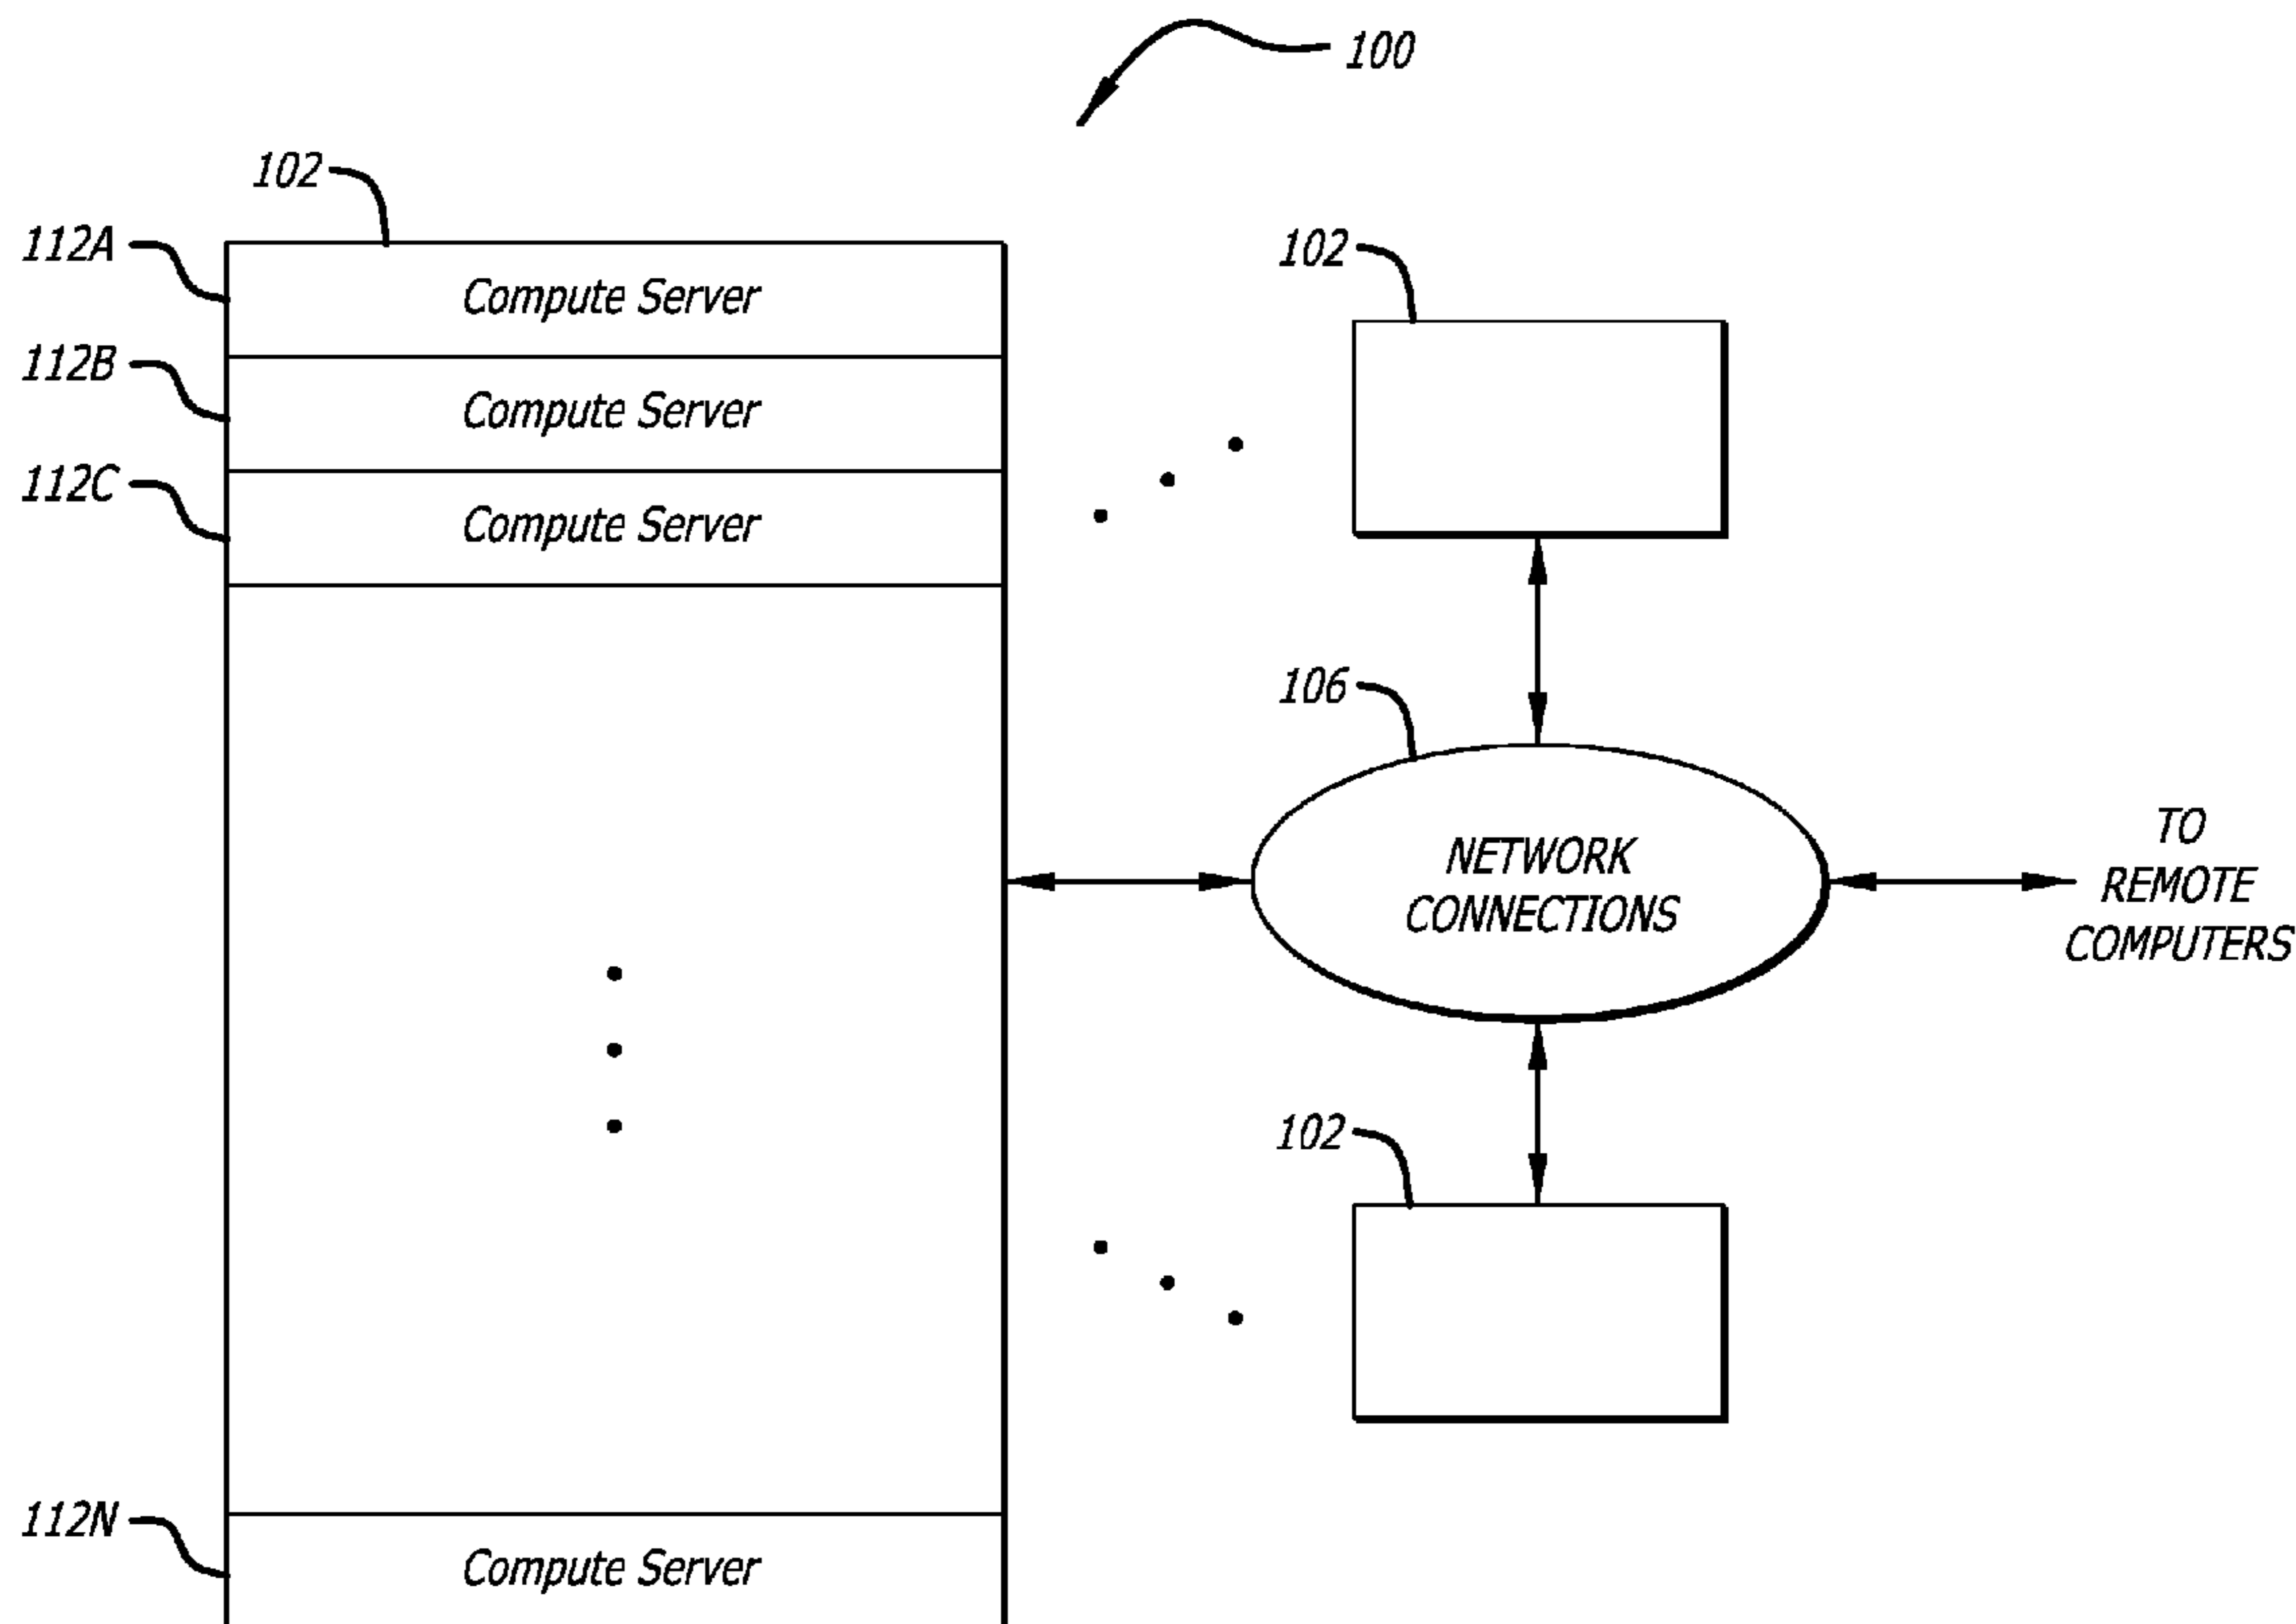 100
102
112A
Compute Server
102
112B
Compute Server
112C
Compute Server
106
NETWORK
CONNECTIONS
TO
REMOTE
COMPUTERS
102
112N
Compute Server